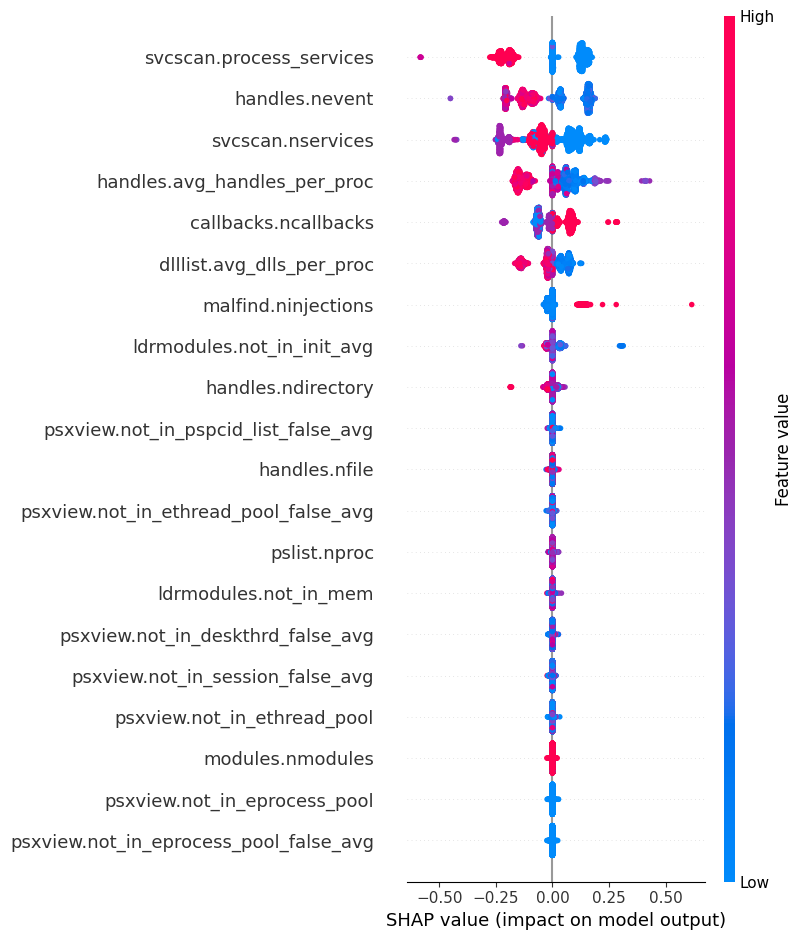 High
svcscan.process_services
handles.nevent
svcscan.nservices
handles.avg_handles_per_proc
callbacks.ncallbacks
dlllist.avg_dlls_per_proc
malfind.ninjections
ldrmodules.not_in_init_avg
handles.ndirectory
psxview.not_in_pspcid_list_false_avg
handles.nfile
psxview.not_in_ethread_pool_false_avg
pslist.nproc
ldrmodules.not_in_mem
psxview.not_in_deskthrd_false_avg
psxview.not_in_session_false_avg
psxview.not_in_ethread_pool
modules.nmodules
psxview.not_in_eprocess_pool
psxview.not_in_eprocess_pool_false_avg
Feature value
Low
−0.50 −0.25 0.00 0.25 0.50
SHAP value (impact on model output)